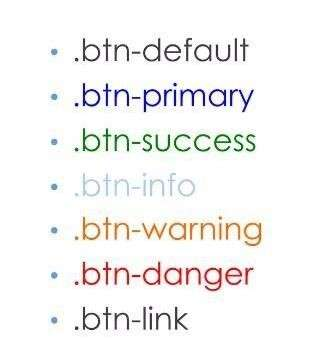 • .btn-default
• .btn-primary
• .btn-success
• .btn-info
• .btn-warning
• .btn-danger
• .btn-link